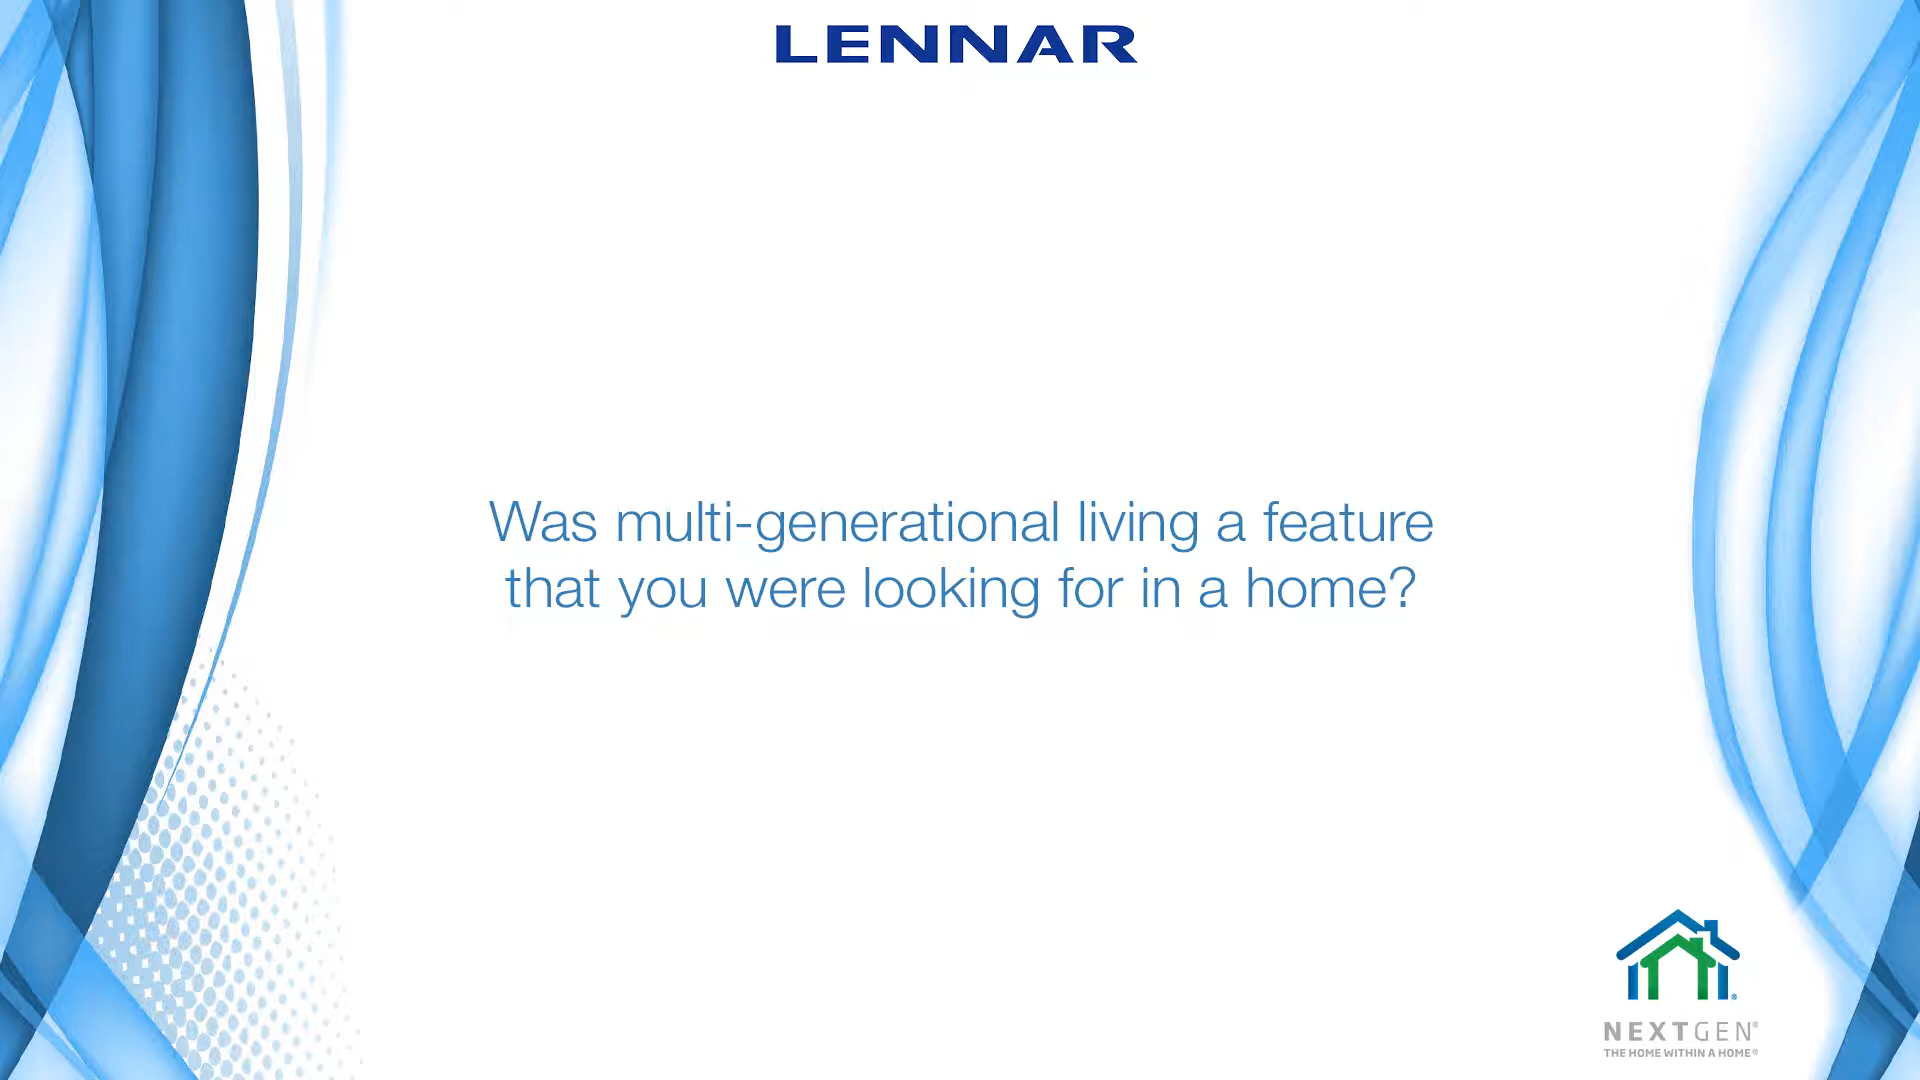 LENNAR
Was multi-generational living a feature
that you were looking for in a home?
NEXTGEN®
THE HOME WITHIN A HOME®